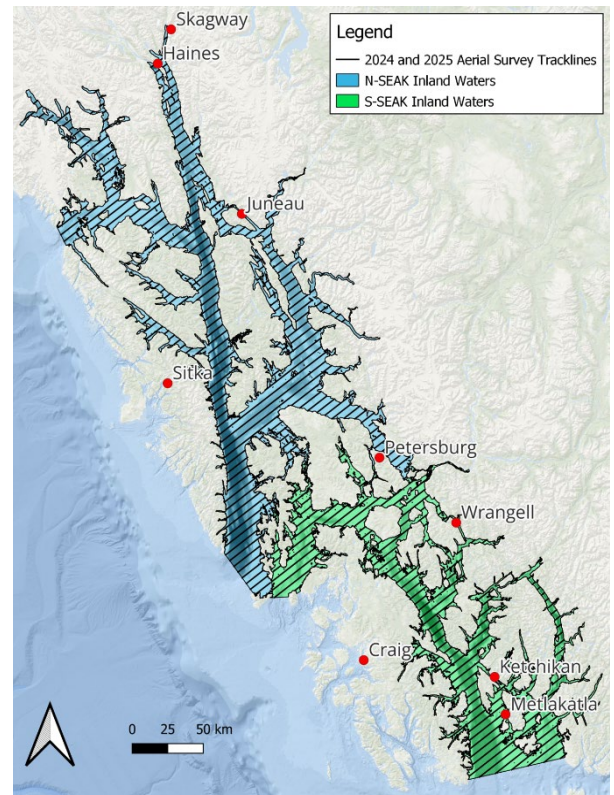 Skagway
Haines
Legend
2024 and 2025 Aerial Survey Tracklines
N-SEAK Inland Waters
S-SEAK Inland Waters
Juneau
Sitka
Petersburg
Wrangell
Craig
Ketchikan
Metlakatla
0 25 50 km